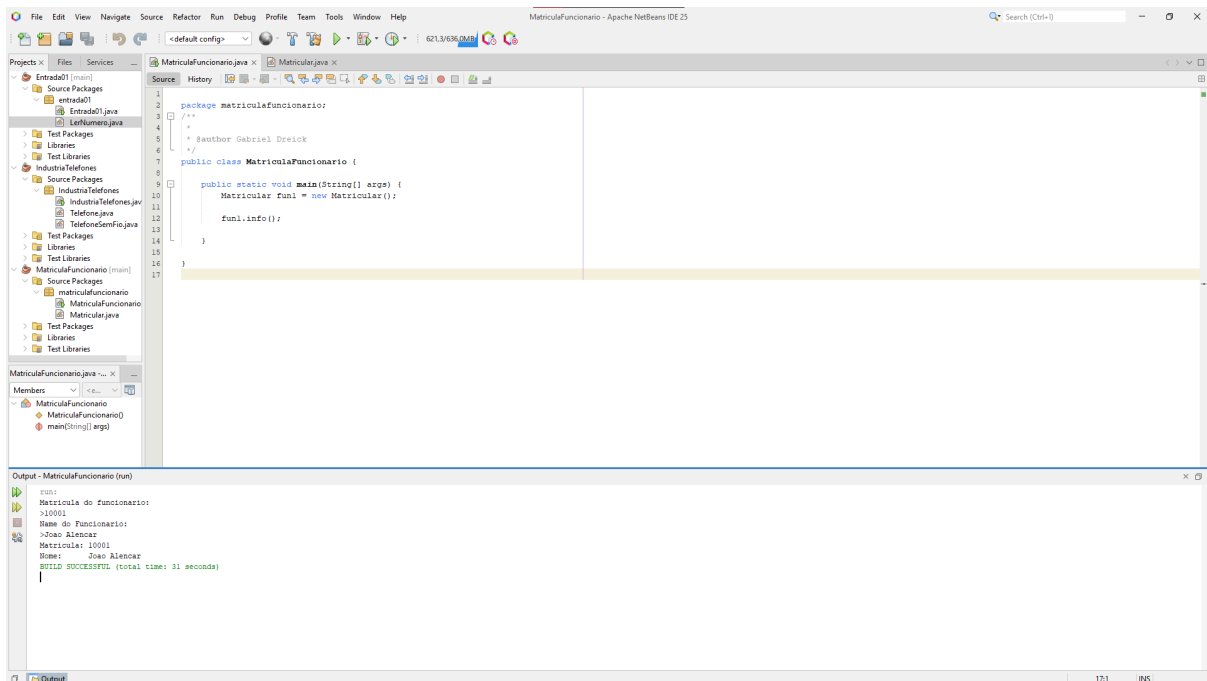 File Edit View Navigate Source Refactor Run Debug Profile Team Tools Window Help
MatriculaFuncionario - Apache NetBeans IDE 25
Search (Ctrl+I)
<default config>
621,3/636,0MB
Projects Files Services
MatriculaFuncionario.java Matricular.java
Source History
Entrada01 [main]
Source Packages
entrada01
Entrada01.java
LerNumero.java
Test Packages
Libraries
Test Libraries
IndustriaTelefones
Source Packages
IndustriaTelefones
IndustriaTelefones.jav
Telefone.java
TelefoneSemFio.java
Test Packages
Libraries
Test Libraries
MatriculaFuncionario [main]
Source Packages
matriculafuncionario
MatriculaFuncionario
Matricular.java
Test Packages
Libraries
Test Libraries
1
2 package matriculafuncionario;
3 /**
4 *
5 * @author Gabriel Dreick
6 */
7 public class MatriculaFuncionario {
8
9 public static void main(String[] args) {
10 Matricular fun1 = new Matricular();
11
12 fun1.info();
13
14 }
15
16 }
17
MatriculaFuncionario.java -...
Members <e...
MatriculaFuncionario
MatriculaFuncionario()
main(String[] args)
Output - MatriculaFuncionario (run)
run:
Matricula do funcionario:
>10001
Name do Funcionario:
>Joao Alencar
Matricula: 10001
Nome: Joao Alencar
BUILD SUCCESSFUL (total time: 31 seconds)
Output
17:1 INS